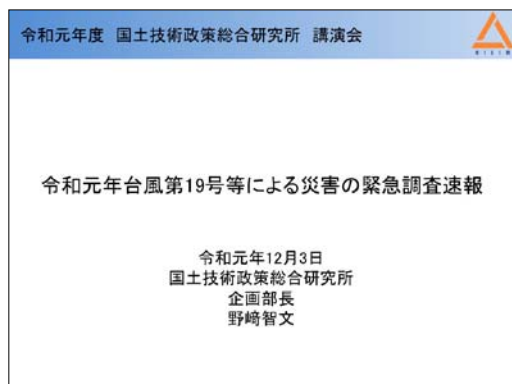 令和元年度 国土技術政策総合研究所 講演会
NILIM
令和元年台風第19号等による災害の緊急調査速報
令和元年12月3日
国土技術政策総合研究所
企画部長
野﨑智文